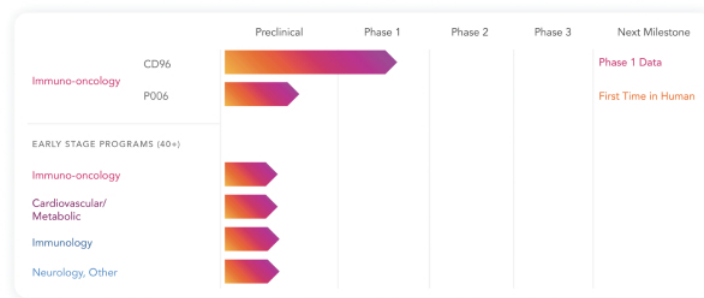 Preclinical Phase 1 Phase 2 Phase 3 Next Milestone
Immuno-oncology
CD96 Phase 1 Data
P006 First Time in Human
EARLY STAGE PROGRAMS (40+)
Immuno-oncology
Cardiovascular/
Metabolic
Immunology
Neurology, Other